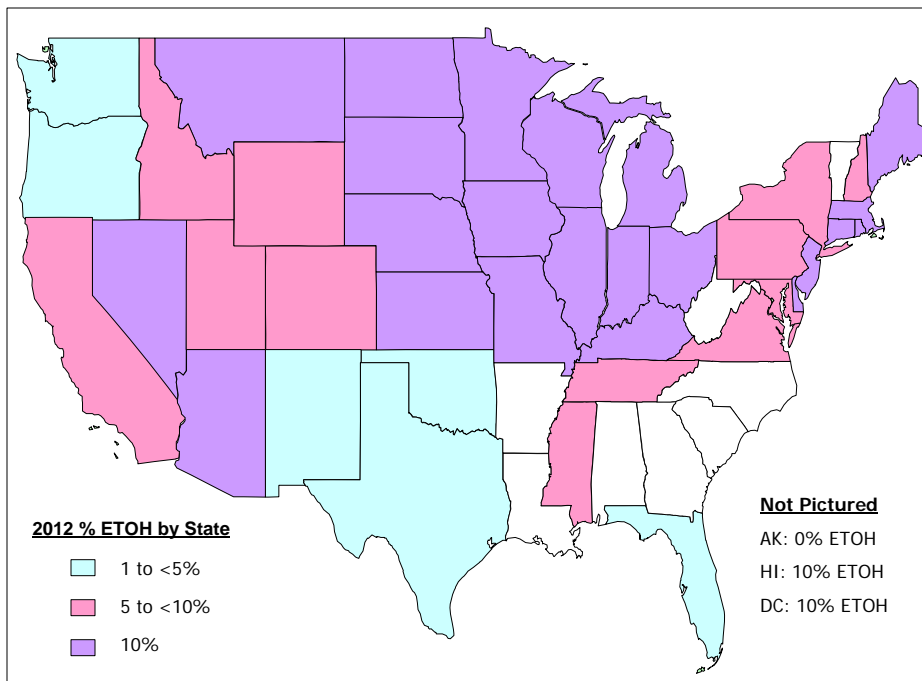 2012 % ETOH by State
1 to <5%
5 to <10%
10%
Not Pictured
AK: 0% ETOH
HI: 10% ETOH
DC: 10% ETOH